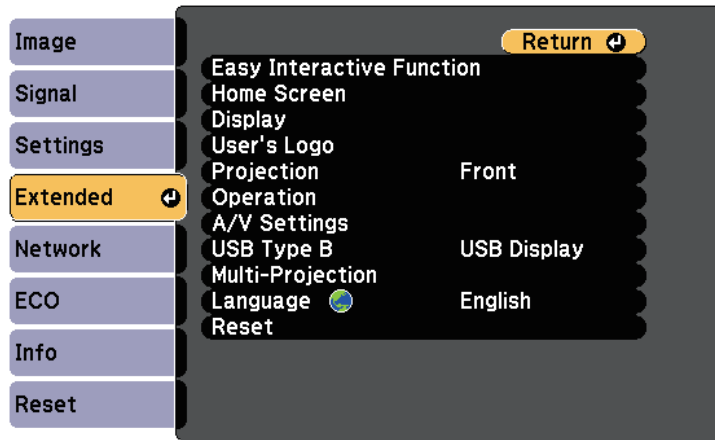 Image
Signal
Settings
Extended
Network
ECO
Info
Reset
Return
Easy Interactive Function
Home Screen
Display
User's Logo
Projection Front
Operation
A/V Settings
USB Type B USB Display
Multi-Projection
Language English
Reset